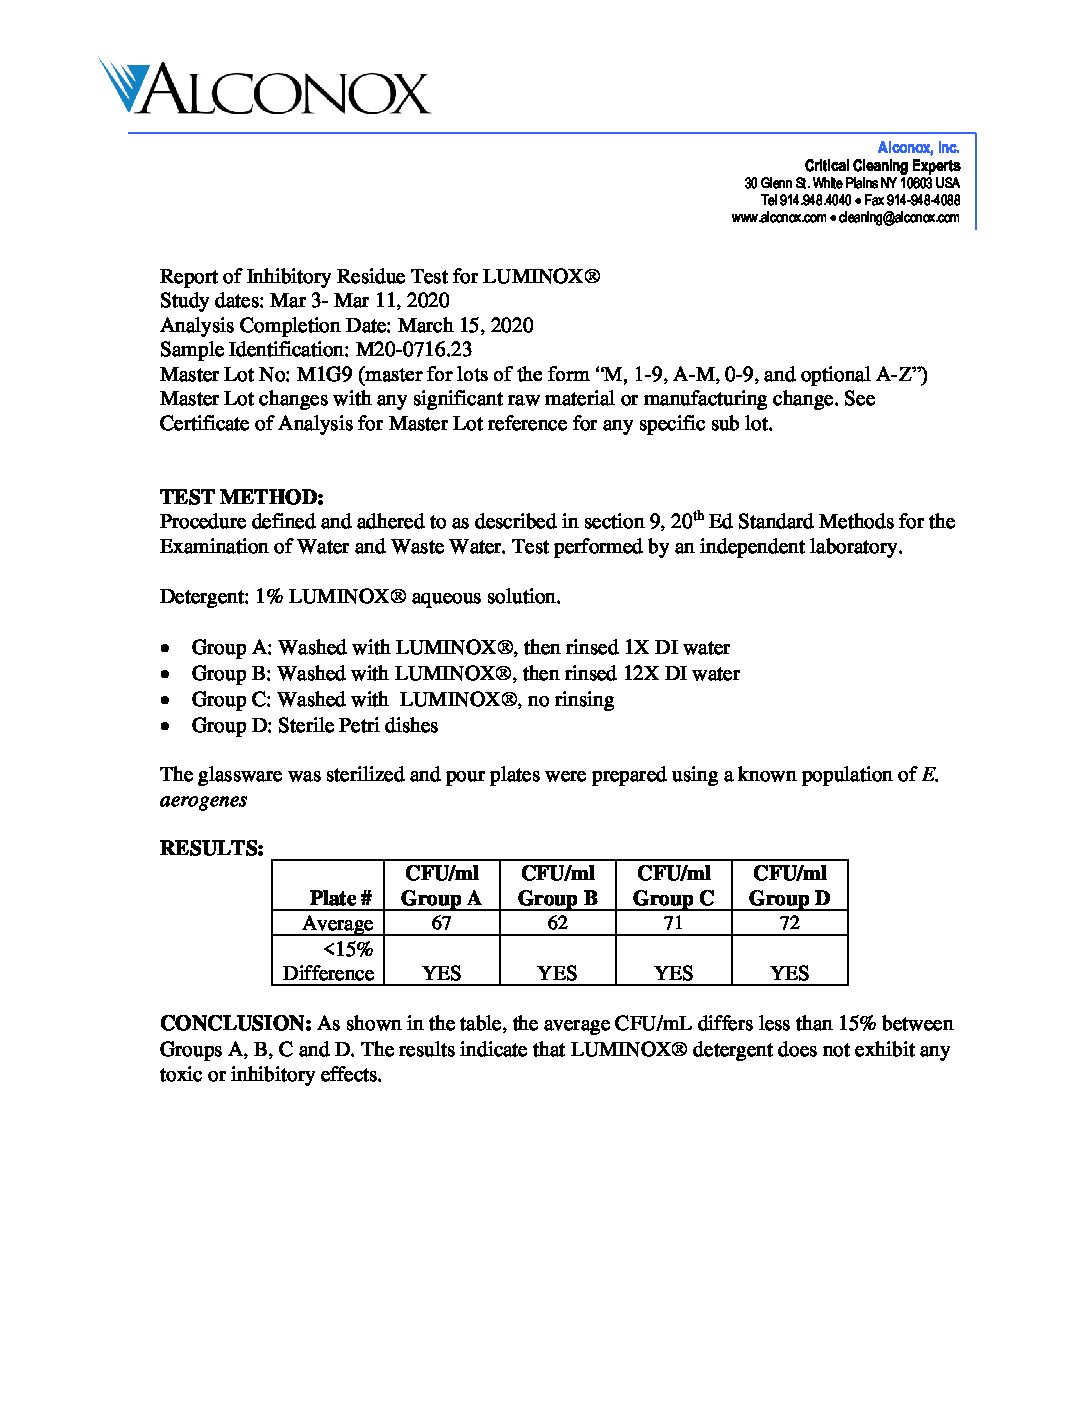 ALCONOX
Alconox, Inc.
Critical Cleaning Experts
30 Glenn St. White Plains NY 10603 USA
Tel 914.948.4040 • Fax 914-948-4088
www.alconox.com • cleaning@alconox.com
Report of Inhibitory Residue Test for LUMINOX®
Study dates: Mar 3- Mar 11, 2020
Analysis Completion Date: March 15, 2020
Sample Identification: M20-0716.23
Master Lot No: M1G9 (master for lots of the form “M, 1-9, A-M, 0-9, and optional A-Z”)
Master Lot changes with any significant raw material or manufacturing change. See
Certificate of Analysis for Master Lot reference for any specific sub lot.
TEST METHOD:
Procedure defined and adhered to as described in section 9, 20th Ed Standard Methods for the
Examination of Water and Waste Water. Test performed by an independent laboratory.
Detergent: 1% LUMINOX® aqueous solution.
• Group A: Washed with LUMINOX®, then rinsed 1X DI water
• Group B: Washed with LUMINOX®, then rinsed 12X DI water
• Group C: Washed with LUMINOX®, no rinsing
• Group D: Sterile Petri dishes
The glassware was sterilized and pour plates were prepared using a known population of E.
aerogenes
RESULTS:
CFU/ml CFU/ml CFU/ml CFU/ml
Plate # Group A Group B Group C Group D
Average 67 62 71 72
<15%
Difference YES YES YES YES
CONCLUSION: As shown in the table, the average CFU/mL differs less than 15% between
Groups A, B, C and D. The results indicate that LUMINOX® detergent does not exhibit any
toxic or inhibitory effects.